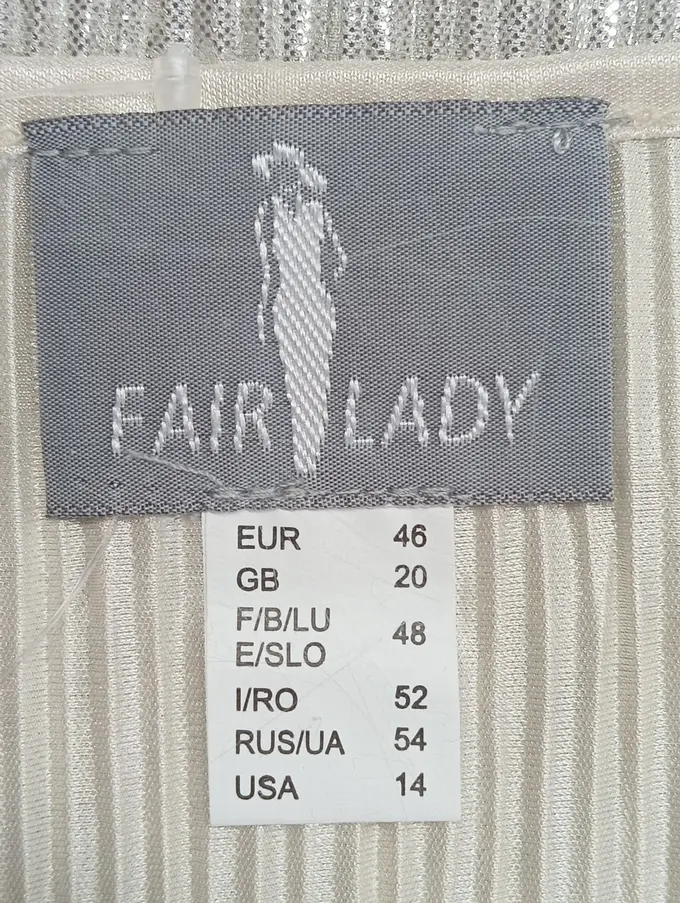 FAIR LADY
EUR 46
GB 20
F/B/LU
E/SLO 48
I/RO 52
RUS/UA 54
USA 14